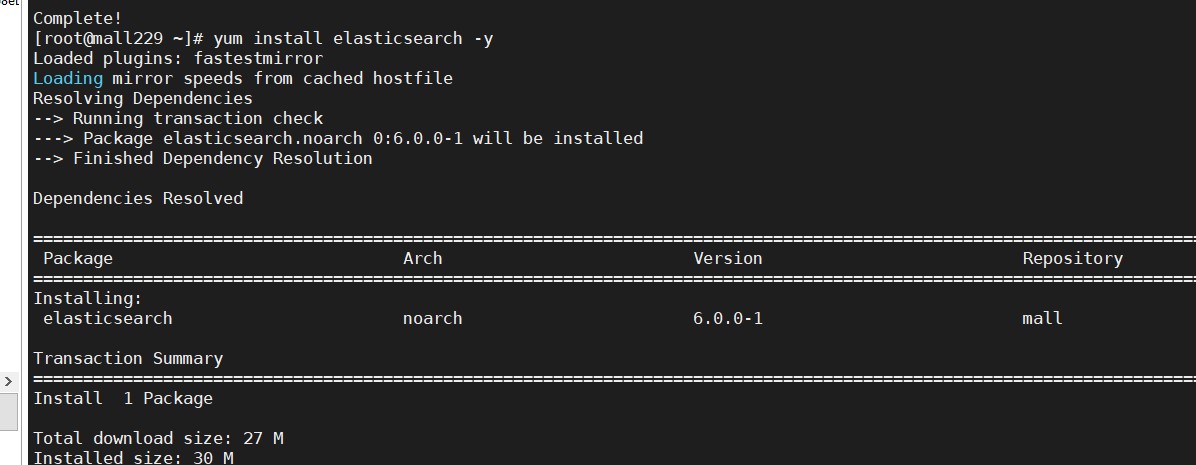 Complete!
[root@mall229 ~]# yum install elasticsearch -y
Loaded plugins: fastestmirror
Loading mirror speeds from cached hostfile
Resolving Dependencies
--> Running transaction check
---> Package elasticsearch.noarch 0:6.0.0-1 will be installed
--> Finished Dependency Resolution
Dependencies Resolved
Package Arch Version Repository
Installing:
elasticsearch noarch 6.0.0-1 mall
Transaction Summary
Install 1 Package
Total download size: 27 M
Installed size: 30 M